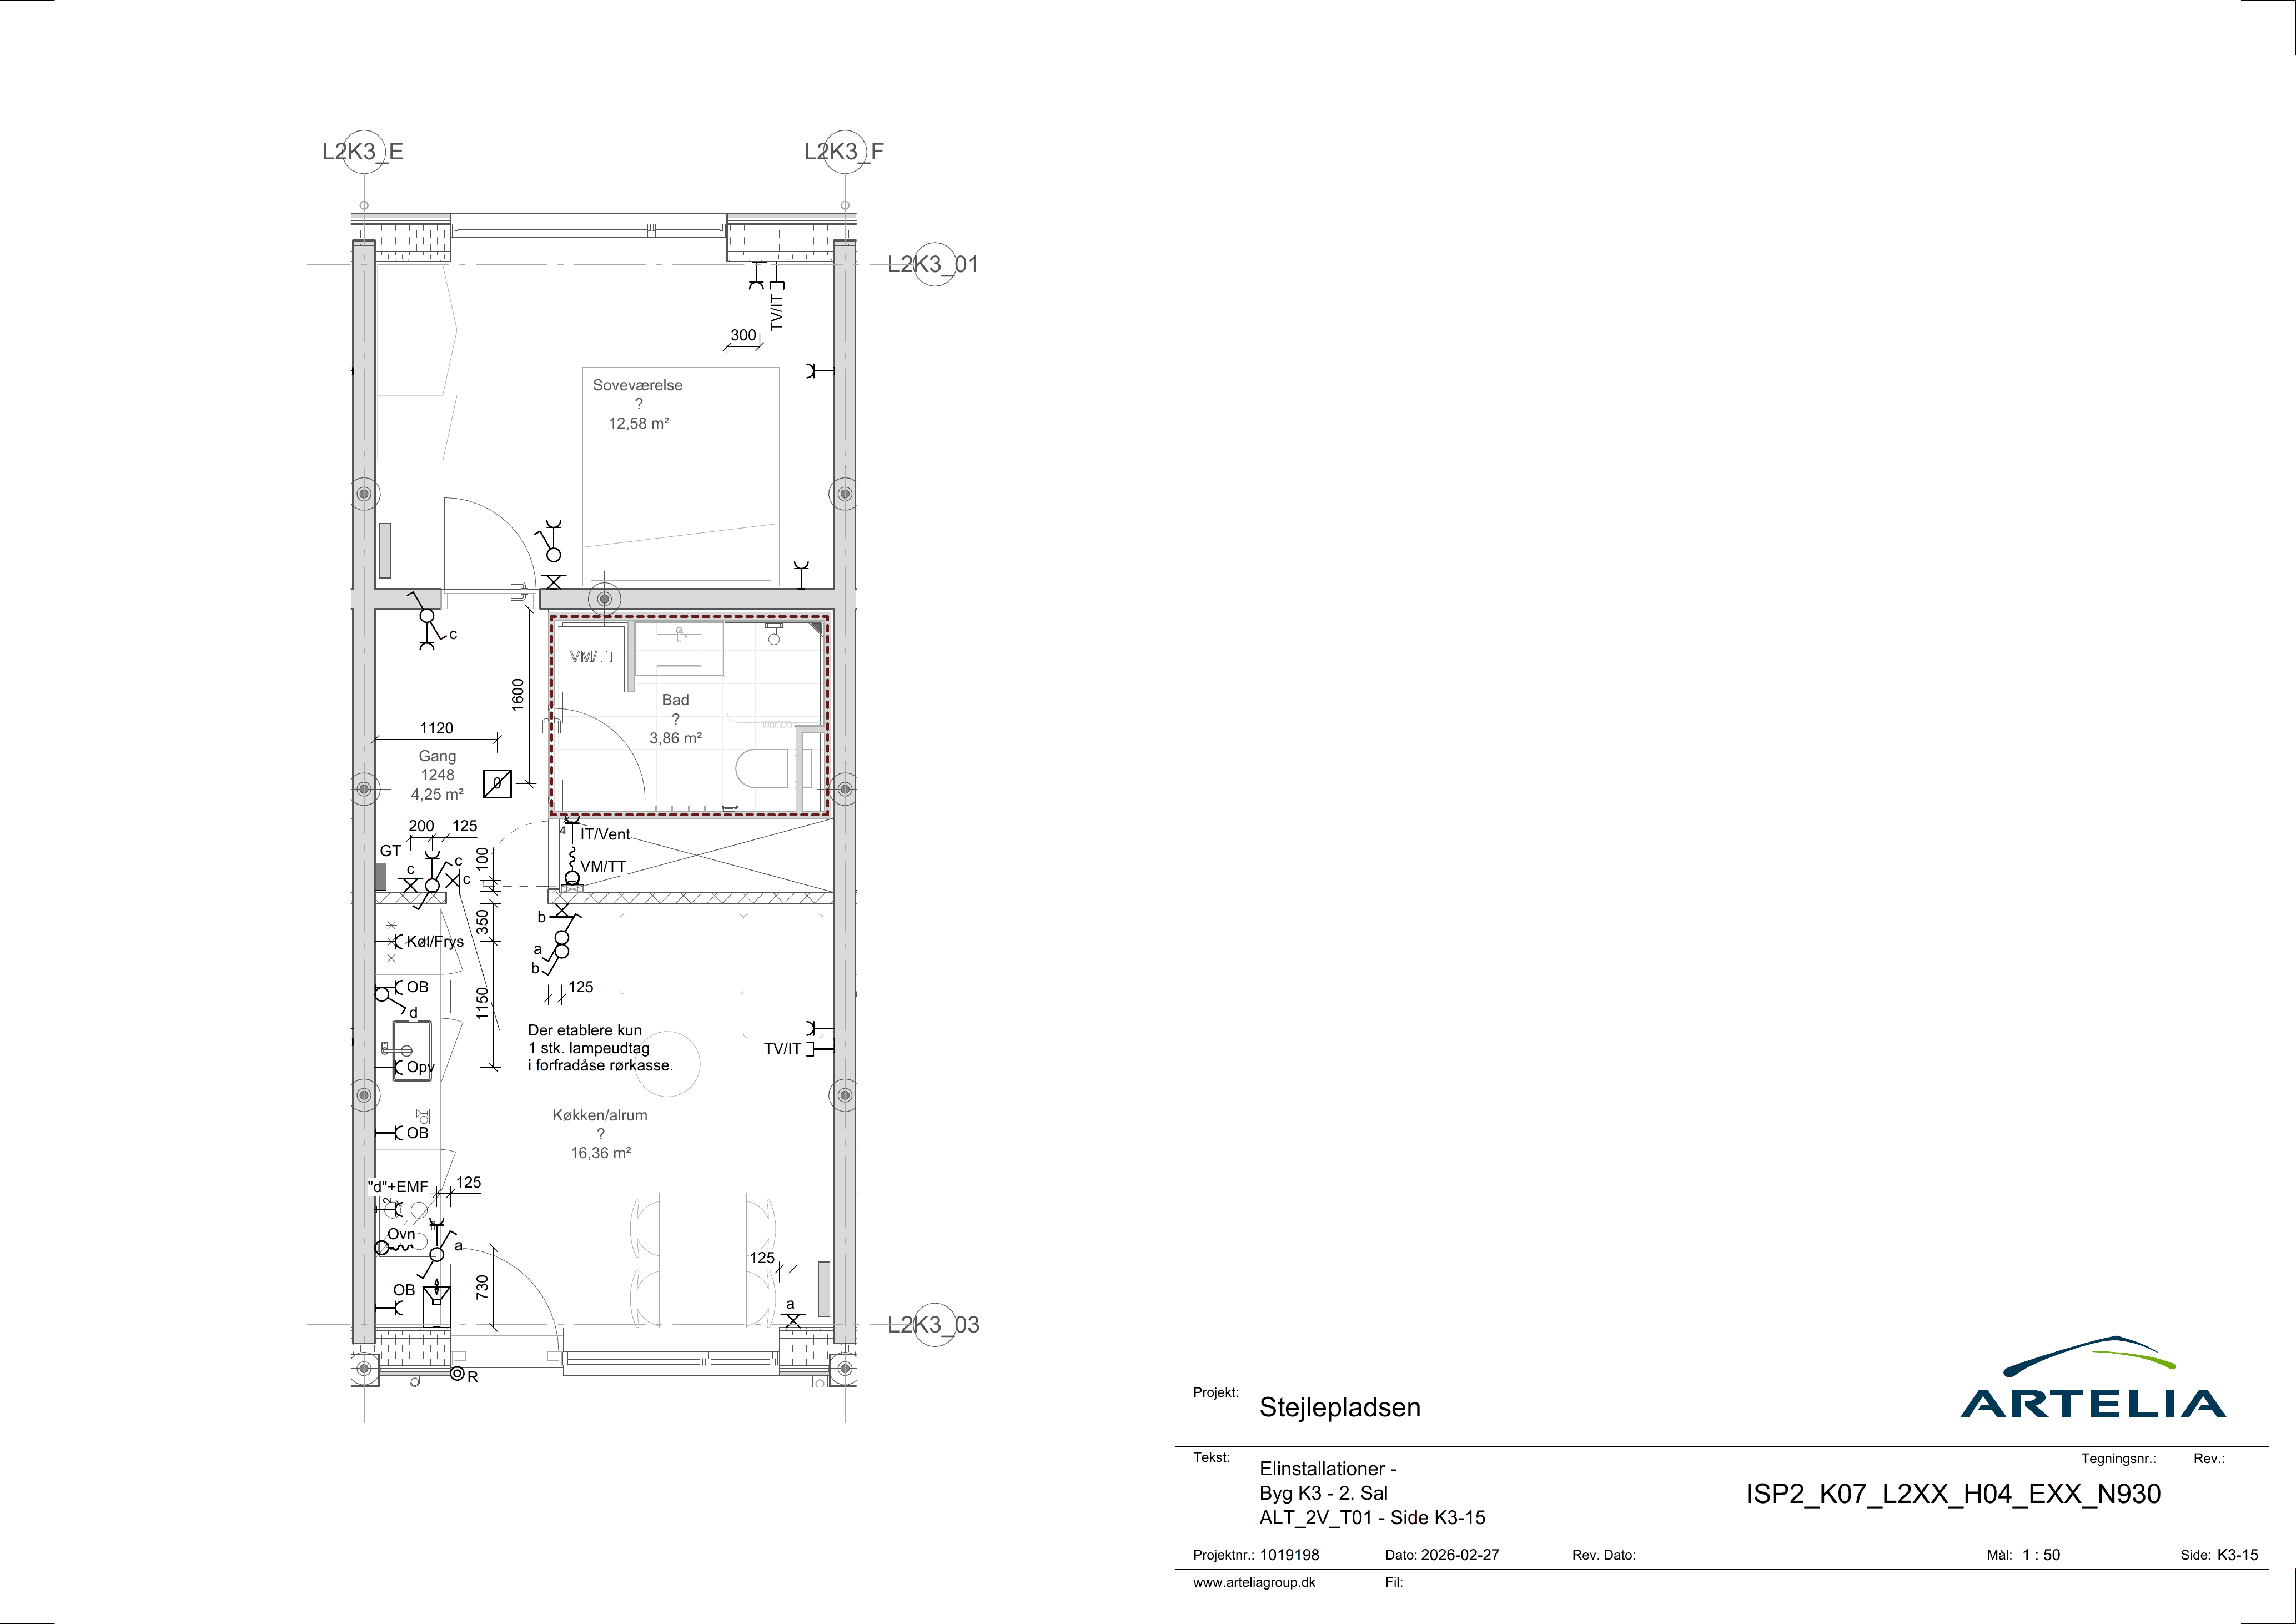 L2K3_E
L2K3_F
L2K3_01
TV/IT
300
Soveværelse
?
12,58 m²
c
VM/TT
1600
Bad
?
3,86 m²
1120
Gang
1248
4,25 m²
0
200
125
4
IT/Vent
GT
100
c
c
c
VM/TT
350
b
Køl/Frys
a
b
OB
125
1150
d
Der etablere kun
1 stk. lampeudtag
i forfradåse rørkasse.
TV/IT
Opv
Køkken/alrum
?
16,36 m²
OB
"d"+EMF
125
2
Ovn
a
125
730
OB
a
L2K3_03
R
ARTELIA
Projekt:
Stejlepladsen
Tekst:
Elinstallationer -
Byg K3 - 2. Sal
ALT_2V_T01 - Side K3-15
Tegningsnr.:
Rev.:
ISP2_K07_L2XX_H04_EXX_N930
Projektnr.: 1019198
Dato: 2026-02-27
Rev. Dato:
Mål: 1 : 50
Side: K3-15
www.arteliagroup.dk
Fil: